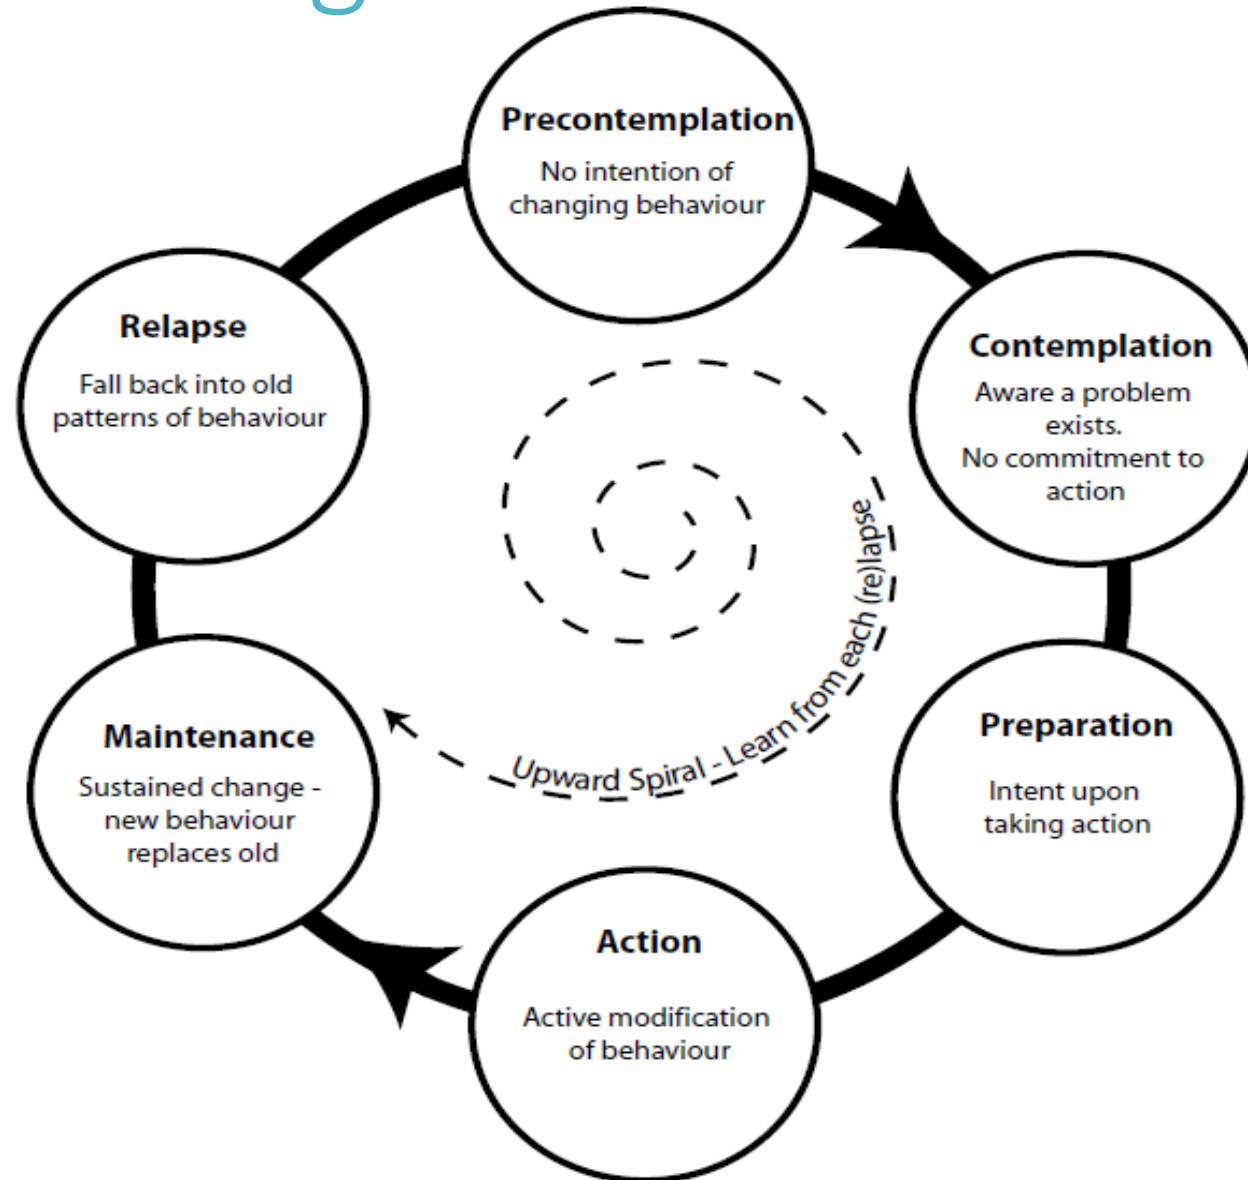 g
Precontemplation
No intention of
changing behaviour
Contemplation
Aware a problem
exists.
No commitment to
action
Preparation
Intent upon
taking action
Action
Active modification
of behaviour
Maintenance
Sustained change -
new behaviour
replaces old
Relapse
Fall back into old
patterns of behaviour
Upward Spiral - Learn from each (re)lapse